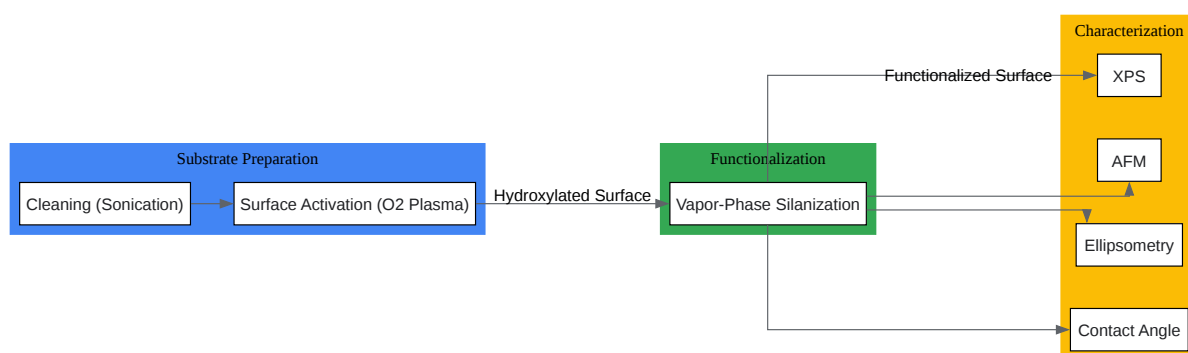 Substrate Preparation
Cleaning (Sonication)
Surface Activation (O2 Plasma)
Hydroxylated Surface
Functionalization
Vapor-Phase Silanization
Functionalized Surface
Characterization
XPS
AFM
Ellipsometry
Contact Angle